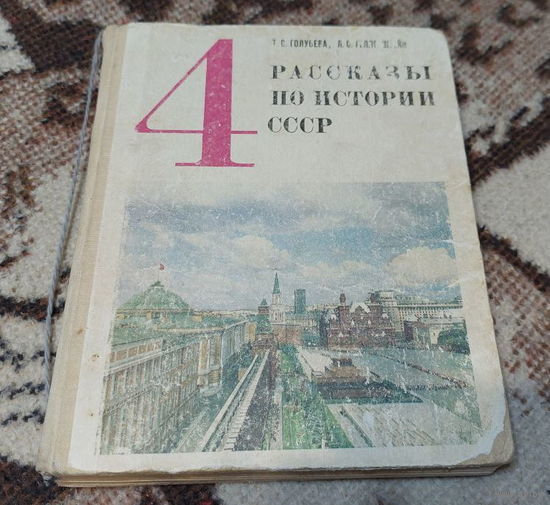 Т. С. ГОЛУБЕВА, Л. С.
4
РАССКАЗЫ
ПО ИСТОРИИ
СССР